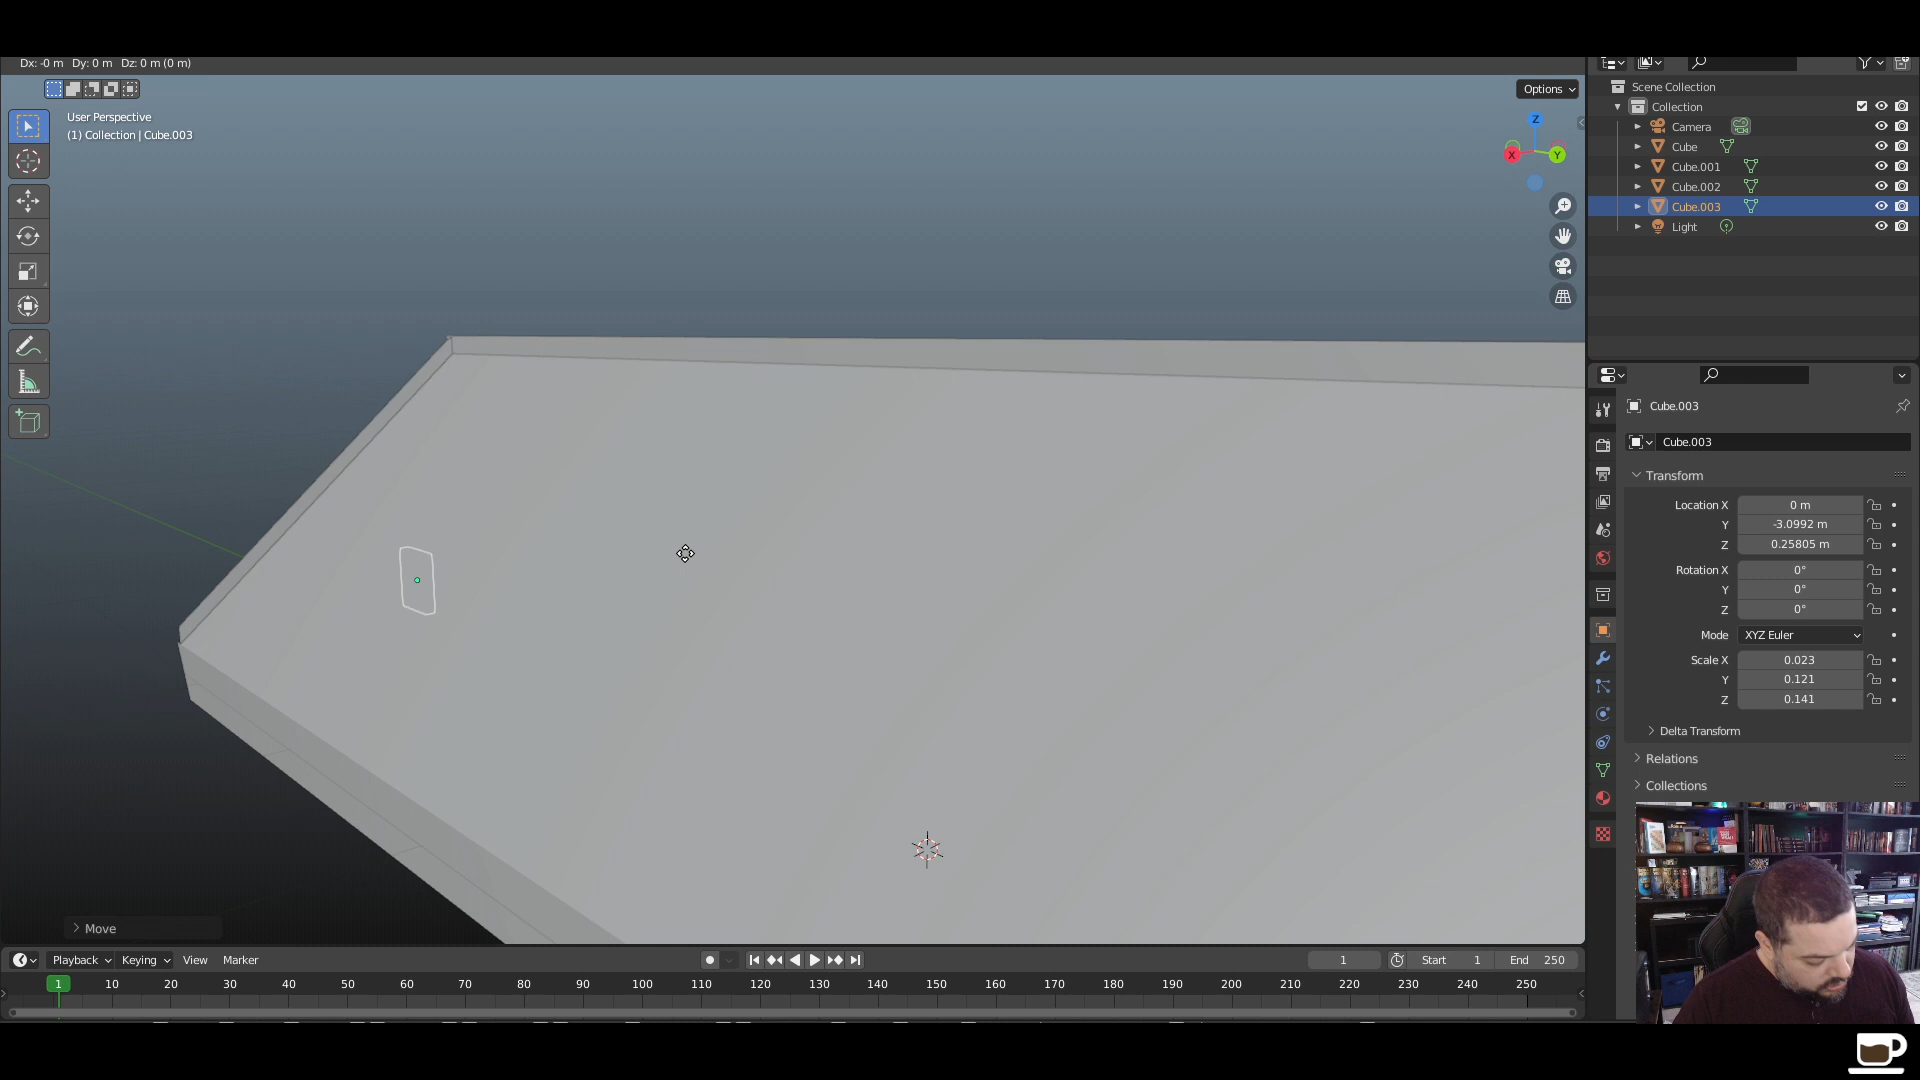 Dx: -0 m Dy: 0 m Dz: 0 m (0 m)
Options
User Perspective
(1) Collection | Cube.003
Z
X
Y
Scene Collection
Collection
Camera
Cube
Cube.001
Cube.002
Cube.003
Light
Cube.003
Cube.003
Transform
Location X 0 m
Y -3.0992 m
Z 0.25805 m
Rotation X 0°
Y 0°
Z 0°
Mode XYZ Euler
Scale X 0.023
Y 0.121
Z 0.141
Delta Transform
Relations
Collections
Move
Playback Keying View Marker
1 Start 1 End 250
1 10 20 30 40 50 60 70 80 90 100 110 120 130 140 150 160 170 180 190 200 210 220 230 240 250